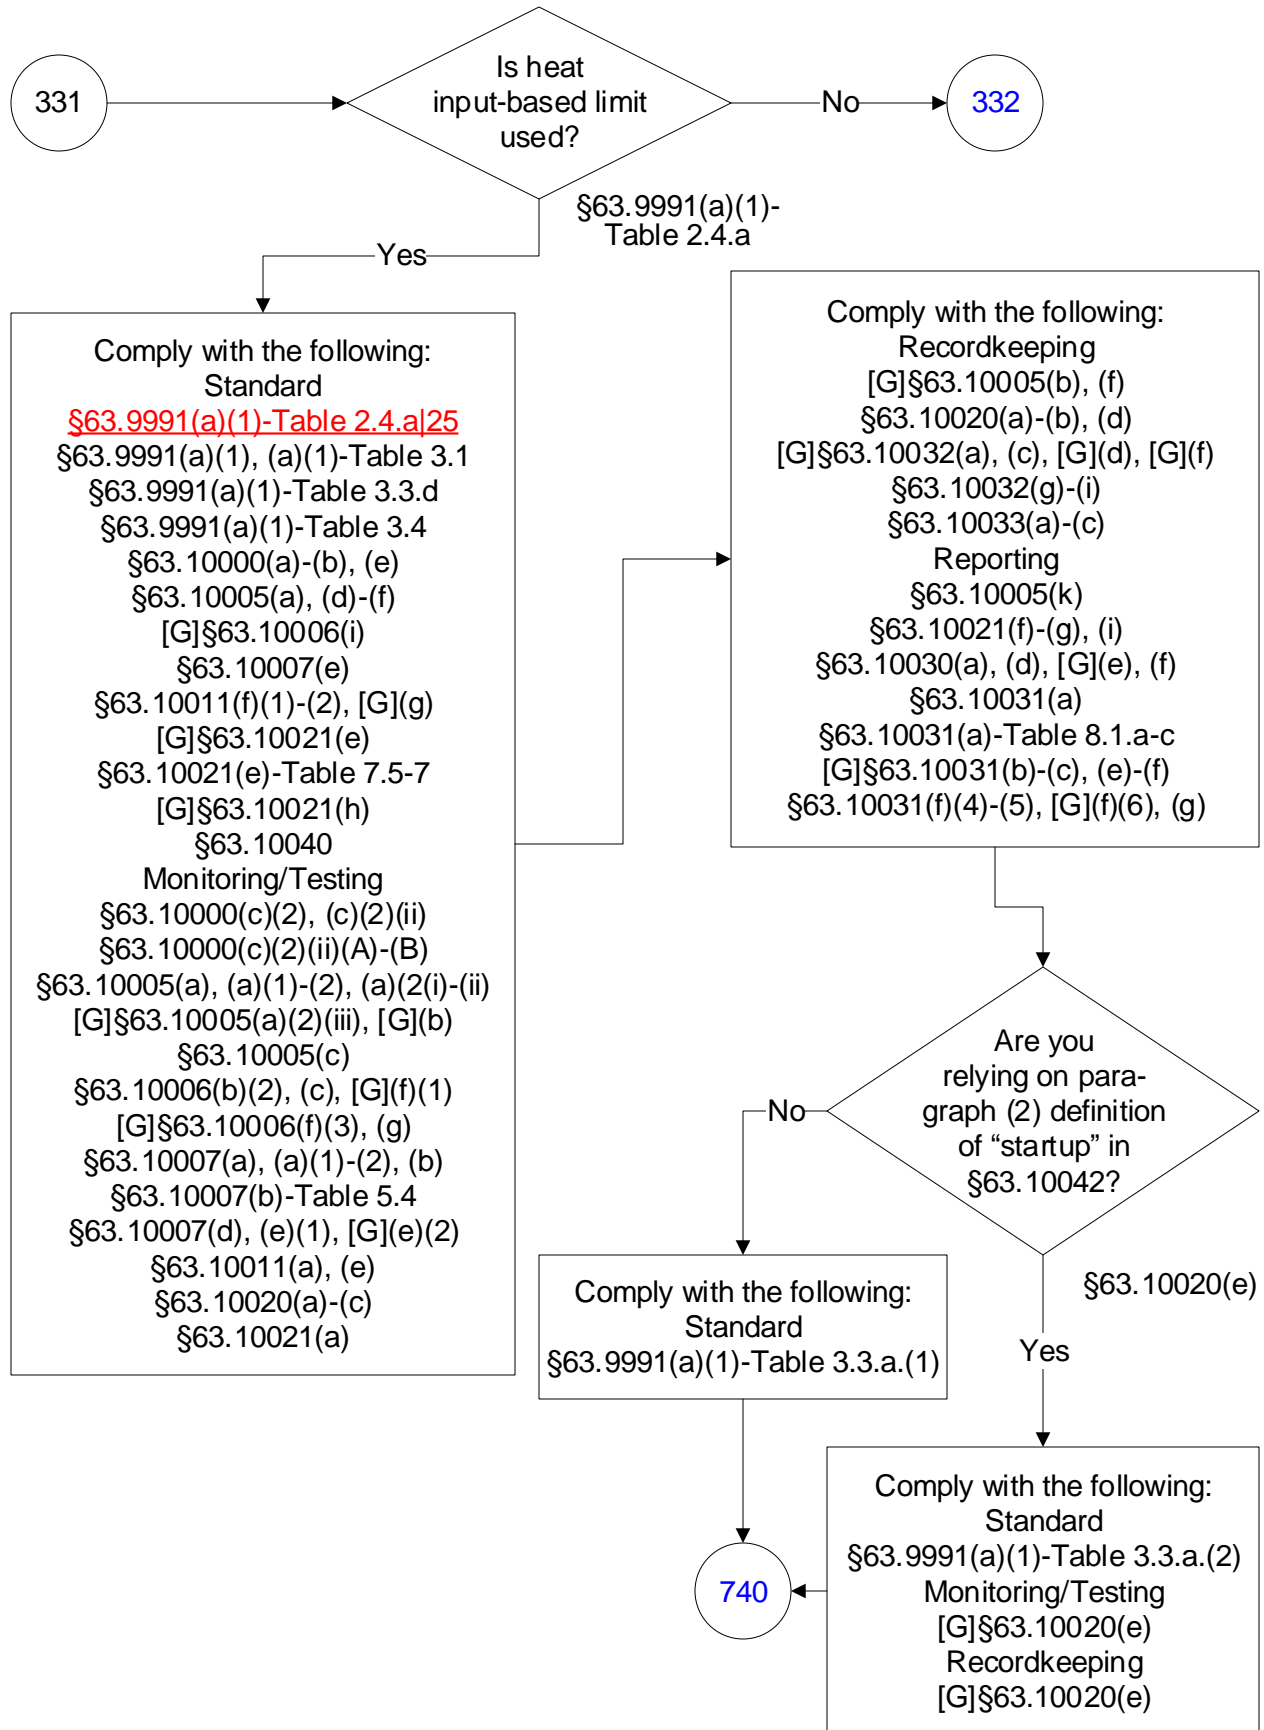 331
Is heat
input-based limit
used?
No
332
§63.9991(a)(1)-
Table 2.4.a
Yes
Comply with the following:
Standard
§63.9991(a)(1)-Table 2.4.a|25
§63.9991(a)(1), (a)(1)-Table 3.1
§63.9991(a)(1)-Table 3.3.d
§63.9991(a)(1)-Table 3.4
§63.10000(a)-(b), (e)
§63.10005(a), (d)-(f)
[G]§63.10006(i)
§63.10007(e)
§63.10011(f)(1)-(2), [G](g)
[G]§63.10021(e)
§63.10021(e)-Table 7.5-7
[G]§63.10021(h)
§63.10040
Monitoring/Testing
§63.10000(c)(2), (c)(2)(ii)
§63.10000(c)(2)(ii)(A)-(B)
§63.10005(a), (a)(1)-(2), (a)(2(i)-(ii)
[G]§63.10005(a)(2)(iii), [G](b)
§63.10005(c)
§63.10006(b)(2), (c), [G](f)(1)
[G]§63.10006(f)(3), (g)
§63.10007(a), (a)(1)-(2), (b)
§63.10007(b)-Table 5.4
§63.10007(d), (e)(1), [G](e)(2)
§63.10011(a), (e)
§63.10020(a)-(c)
§63.10021(a)
Comply with the following:
Recordkeeping
[G]§63.10005(b), (f)
§63.10020(a)-(b), (d)
[G]§63.10032(a), (c), [G](d), [G](f)
§63.10032(g)-(i)
§63.10033(a)-(c)
Reporting
§63.10005(k)
§63.10021(f)-(g), (i)
§63.10030(a), (d), [G](e), (f)
§63.10031(a)
§63.10031(a)-Table 8.1.a-c
[G]§63.10031(b)-(c), (e)-(f)
§63.10031(f)(4)-(5), [G](f)(6), (g)
Are you
relying on para-
graph (2) definition
of “startup” in
§63.10042?
No
§63.10020(e)
Yes
Comply with the following:
Standard
§63.9991(a)(1)-Table 3.3.a.(1)
Comply with the following:
Standard
§63.9991(a)(1)-Table 3.3.a.(2)
Monitoring/Testing
[G]§63.10020(e)
Recordkeeping
[G]§63.10020(e)
740